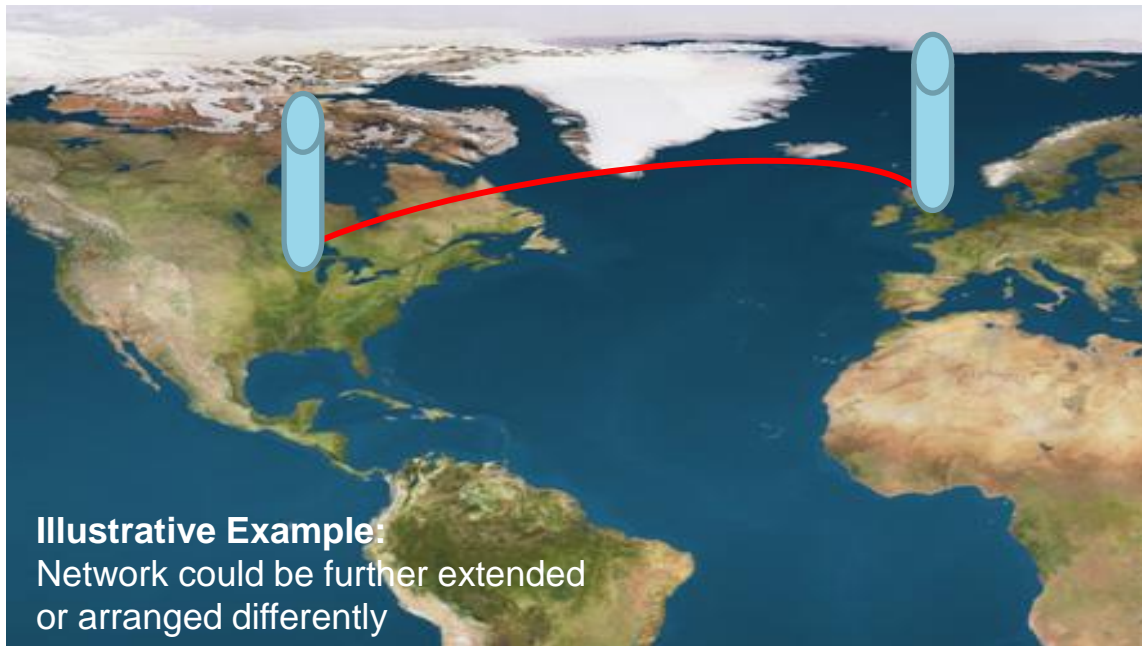 Illustrative Example:
Network could be further extended
or arranged differently